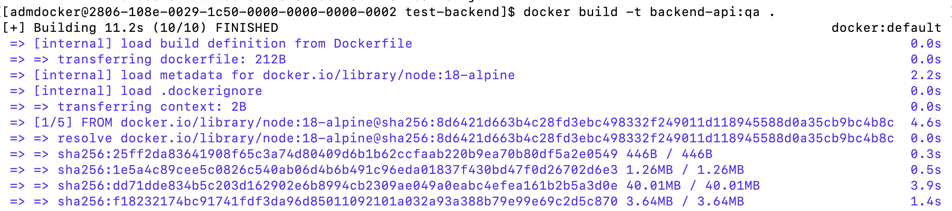 [admdocker@2806-108e-0029-1c50-0000-0000-0000-0002 test-backend]$ docker build -t backend-api:qa .
[+] Building 11.2s (10/10) FINISHED docker:default
=> [internal] load build definition from Dockerfile 0.0s
=> => transferring dockerfile: 212B 0.0s
=> [internal] load metadata for docker.io/library/node:18-alpine 2.2s
=> [internal] load .dockerignore 0.0s
=> => transferring context: 2B 0.0s
=> [1/5] FROM docker.io/library/node:18-alpine@sha256:8d6421d663b4c28fd3ebc498332f249011d118945588d0a35cb9bc4b8c 4.6s
=> => resolve docker.io/library/node:18-alpine@sha256:8d6421d663b4c28fd3ebc498332f249011d118945588d0a35cb9bc4b8c 0.0s
=> => sha256:25ff2da83641908f65c3a74d80409d6b1b62ccfaab220b9ea70b80df5a2e0549 446B / 446B 0.3s
=> => sha256:1e5a4c89cee5c0826c540ab06d4b6b491c96eda01837f430bd47f0d26702d6e3 1.26MB / 1.26MB 0.5s
=> => sha256:dd71dde834b5c203d162902e6b8994cb2309ae049a0eabc4efea161b2b5a3d0e 40.01MB / 40.01MB 3.9s
=> => sha256:f18232174bc91741fdf3da96d85011092101a032a93a388b79e99e69c2d5c870 3.64MB / 3.64MB 1.4s